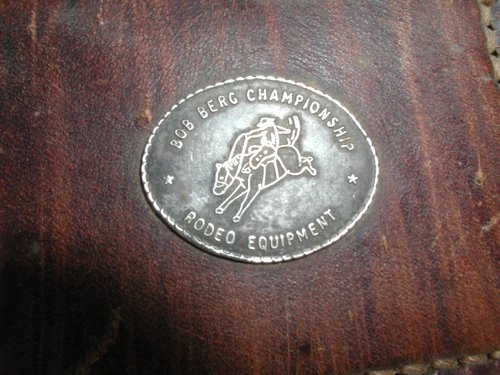 BOB BERG CHAMPIONSHIP
RODEO EQUIPMENT